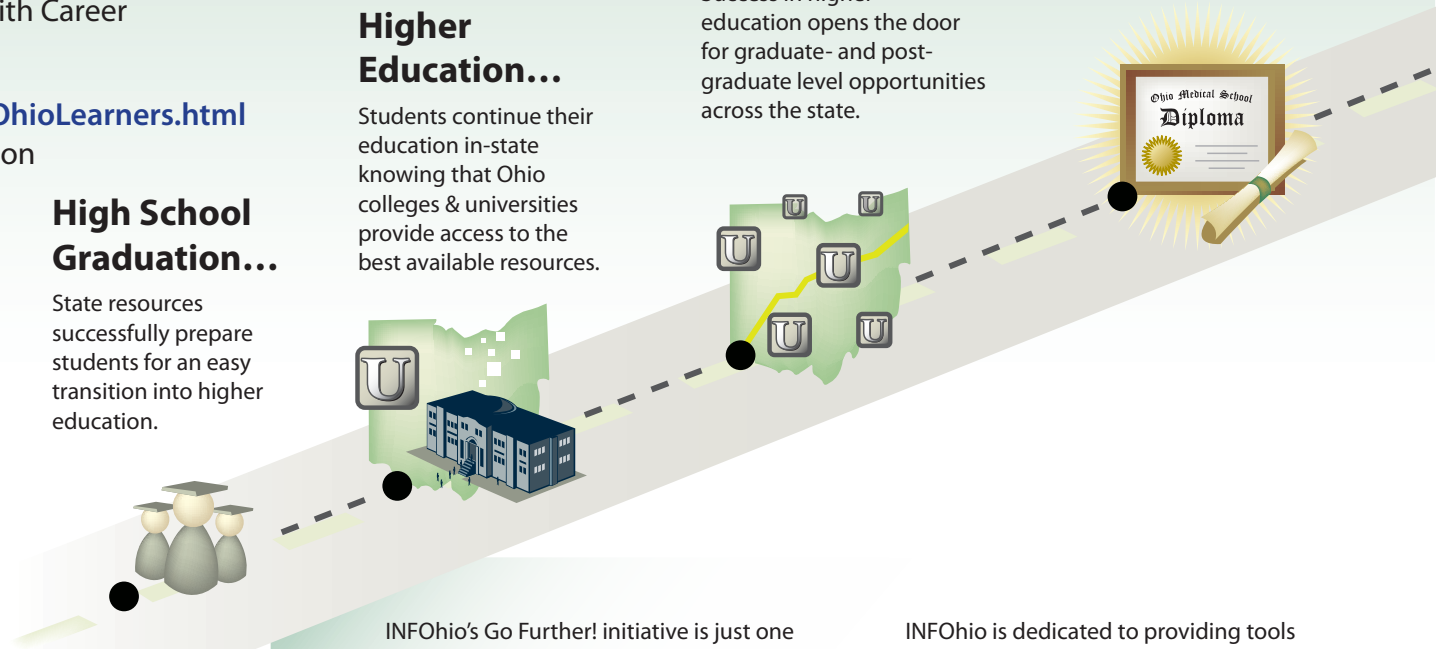 ith Career
OhioLearners.html
on
High School
Graduation…
State resources
successfully prepare
students for an easy
transition into higher
education.
Higher
Education…
Students continue their
education in-state
knowing that Ohio
colleges & universities
provide access to the
best available resources.
U
education opens the door
for graduate- and post-
graduate level opportunities
across the state.
U
U
U
U
U
U
Ohio Medical School
Diploma
INFOhio's Go Further! initiative is just one
INFOhio is dedicated to providing tools